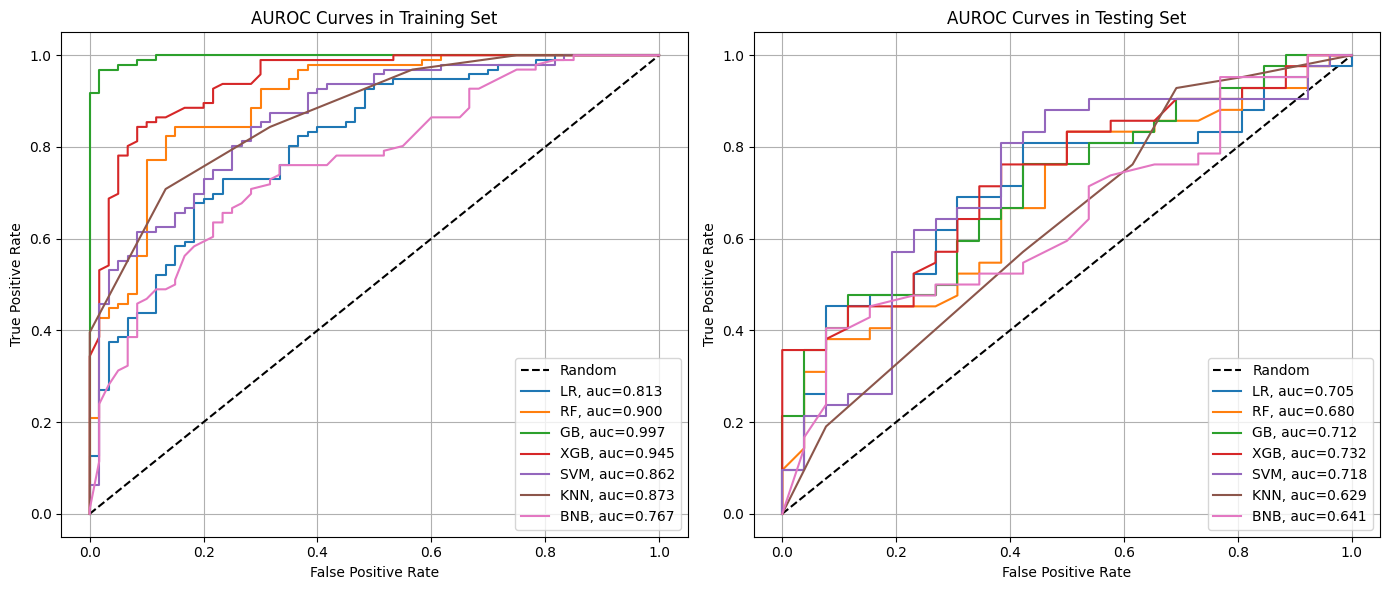 AUROC Curves in Training Set
1.0
0.8
0.6
0.4
0.2
0.0
True Positive Rate
0.0 0.2 0.4 0.6 0.8 1.0
False Positive Rate
Random
LR, auc=0.813
RF, auc=0.900
GB, auc=0.997
XGB, auc=0.945
SVM, auc=0.862
KNN, auc=0.873
BNB, auc=0.767
AUROC Curves in Testing Set
1.0
0.8
0.6
0.4
0.2
0.0
True Positive Rate
0.0 0.2 0.4 0.6 0.8 1.0
False Positive Rate
Random
LR, auc=0.705
RF, auc=0.680
GB, auc=0.712
XGB, auc=0.732
SVM, auc=0.718
KNN, auc=0.629
BNB, auc=0.641